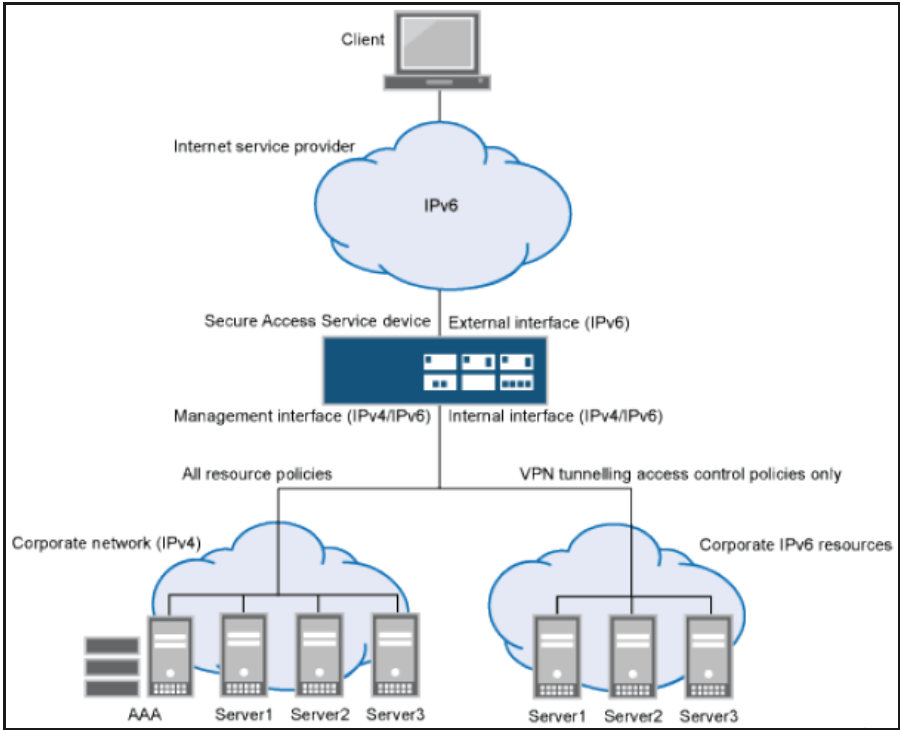 Client
Internet service provider
IPv6
Secure Access Service device
External interface (IPv6)
Management interface (IPv4/IPv6)
Internal interface (IPv4/IPv6)
All resource policies
VPN tunnelling access control policies only
Corporate network (IPv4)
Corporate IPv6 resources
AAA
Server1
Server2
Server3
Server1
Server2
Server3